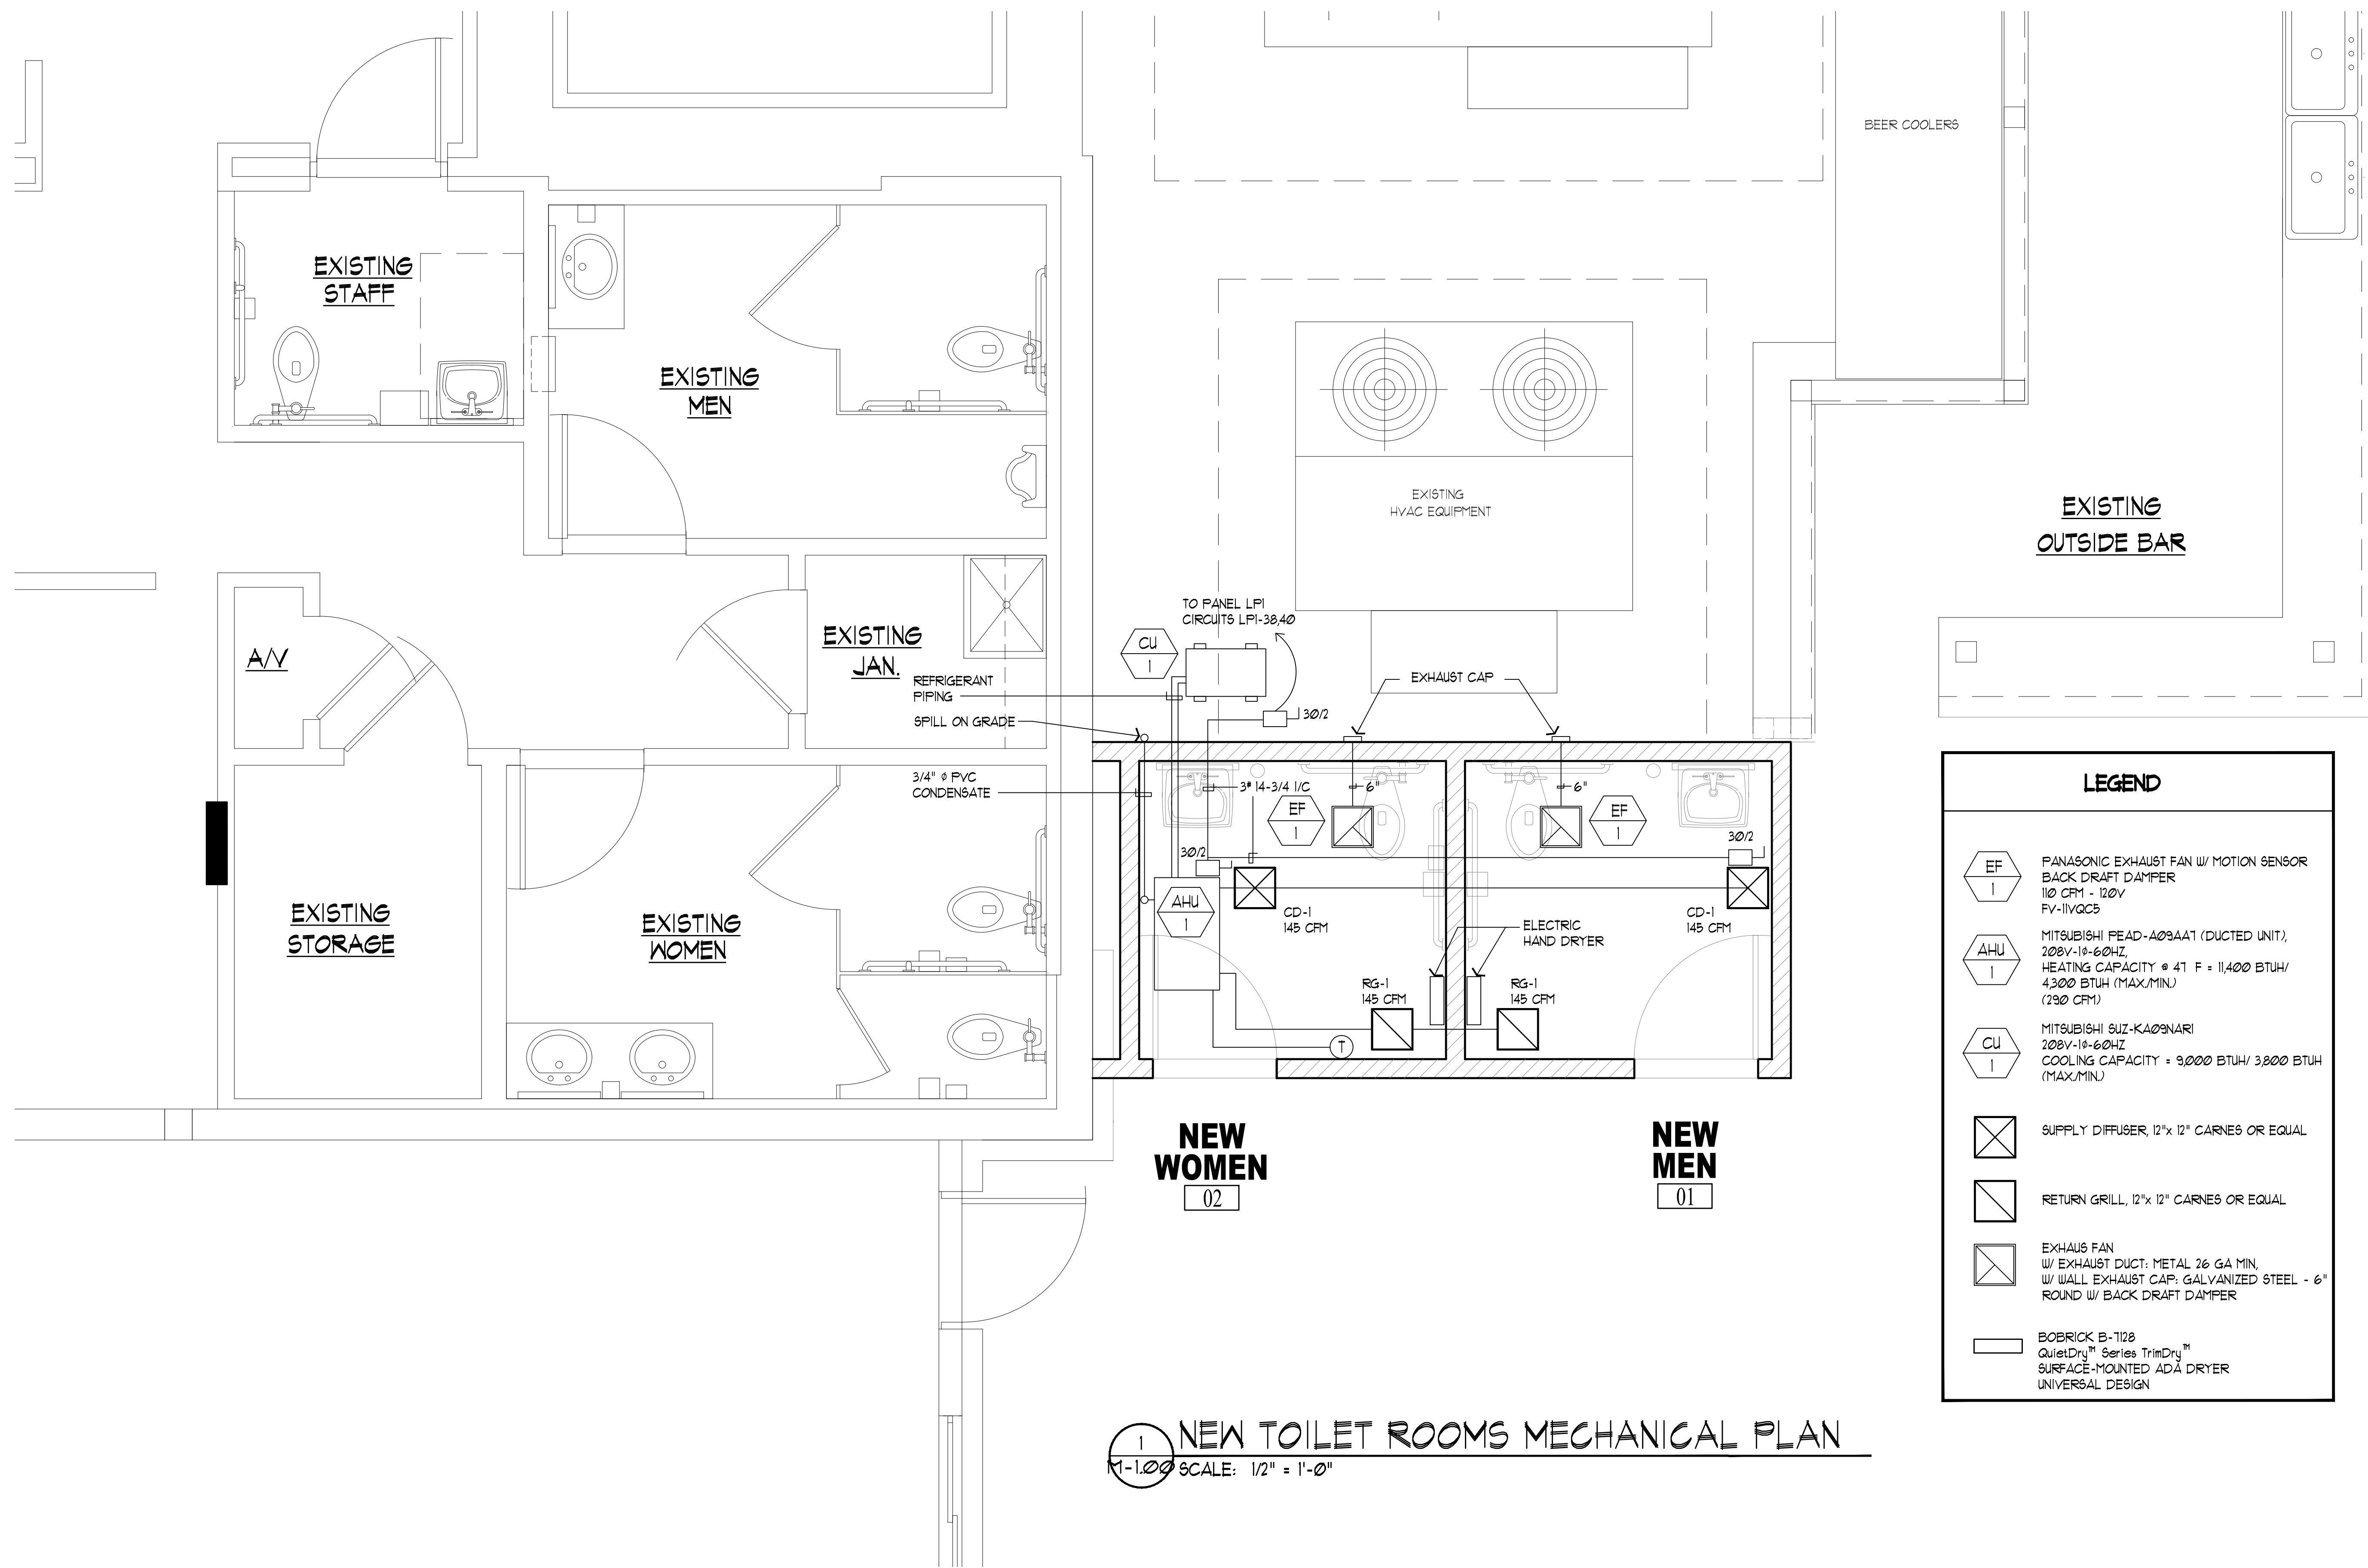 BEER COOLERS
EXISTING
STAFF
EXISTING
MEN
EXISTING
HVAC EQUIPMENT
EXISTING
OUTSIDE BAR
TO PANEL LP1
CIRCUITS LP1-38,40
CU
1
EXISTING
JAN.
A/V
REFRIGERANT
PIPING
EXHAUST CAP
SPILL ON GRADE
30/2
3/4" ø PVC
CONDENSATE
3# 14-3/4 1/C
6"
6"
EF
1
EF
1
30/2
30/2
AHU
1
CD-1
145 CFM
CD-1
145 CFM
EXISTING
STORAGE
EXISTING
WOMEN
ELECTRIC
HAND DRYER
RG-1
145 CFM
RG-1
145 CFM
T
NEW
WOMEN
02
NEW
MEN
01
LEGEND
EF
1
PANASONIC EXHAUST FAN W/ MOTION SENSOR
BACK DRAFT DAMPER
110 CFM - 120V
FV-11VQC5
AHU
1
MITSUBISHI PEAD-A09AA7 (DUCTED UNIT),
208V-1ø-60HZ,
HEATING CAPACITY @ 47 F = 11,400 BTUH/
4,300 BTUH (MAX./MIN.)
(290 CFM)
CU
1
MITSUBISHI SUZ-KA09NAR1
208V-1ø-60HZ
COOLING CAPACITY = 9,000 BTUH/ 3,800 BTUH
(MAX./MIN.)
SUPPLY DIFFUSER, 12"x 12" CARNES OR EQUAL
RETURN GRILL, 12"x 12" CARNES OR EQUAL
EXHAUS FAN
W/ EXHAUST DUCT: METAL 26 GA MIN,
W/ WALL EXHAUST CAP: GALVANIZED STEEL - 6"
ROUND W/ BACK DRAFT DAMPER
BOBRICK B-7128
QuietDry™ Series TrimDry™
SURFACE-MOUNTED ADA DRYER
UNIVERSAL DESIGN
1
M-1.00
NEW TOILET ROOMS MECHANICAL PLAN
SCALE: 1/2" = 1'-0"